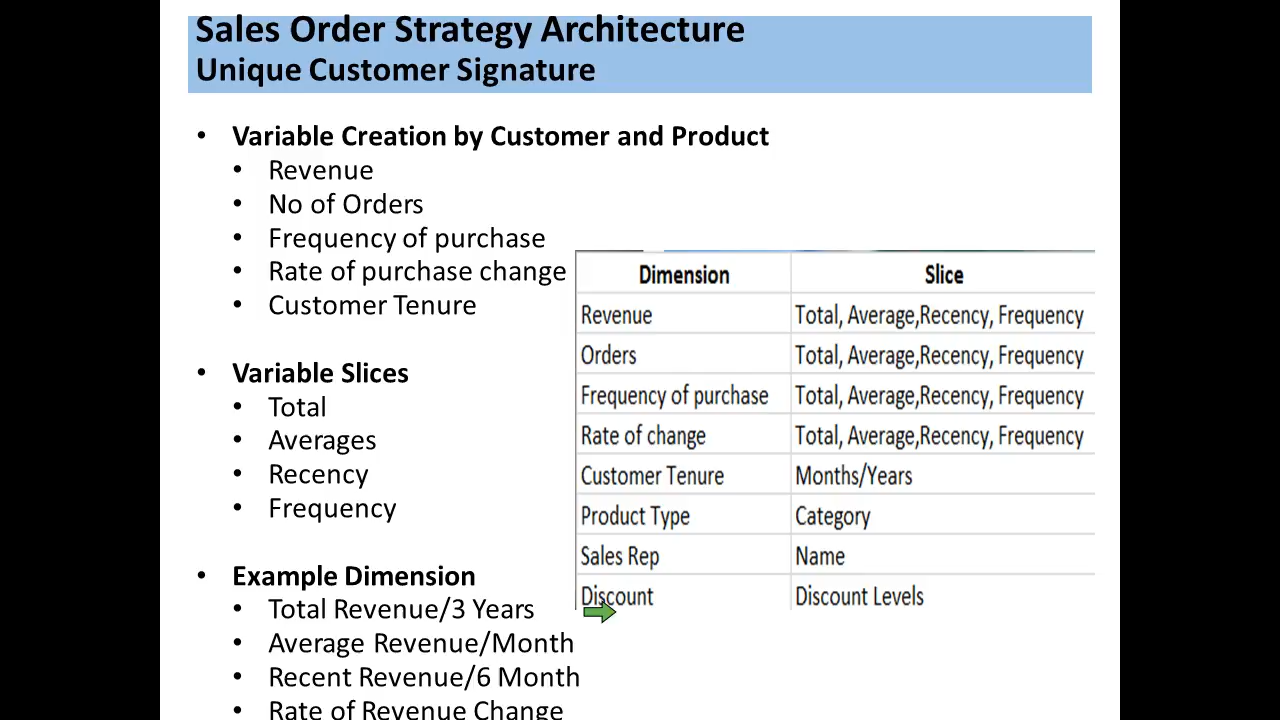 Sales Order Strategy Architecture
Unique Customer Signature
• Variable Creation by Customer and Product
• Revenue
• No of Orders
• Frequency of purchase
• Rate of purchase change
• Customer Tenure
• Variable Slices
• Total
• Averages
• Recency
• Frequency
• Example Dimension
• Total Revenue/3 Years
• Average Revenue/Month
• Recent Revenue/6 Month
• Rate of Revenue Change
Dimension Slice
Revenue Total, Average,Recency, Frequency
Orders Total, Average,Recency, Frequency
Frequency of purchase Total, Average,Recency, Frequency
Rate of change Total, Average,Recency, Frequency
Customer Tenure Months/Years
Product Type Category
Sales Rep Name
Discount Discount Levels